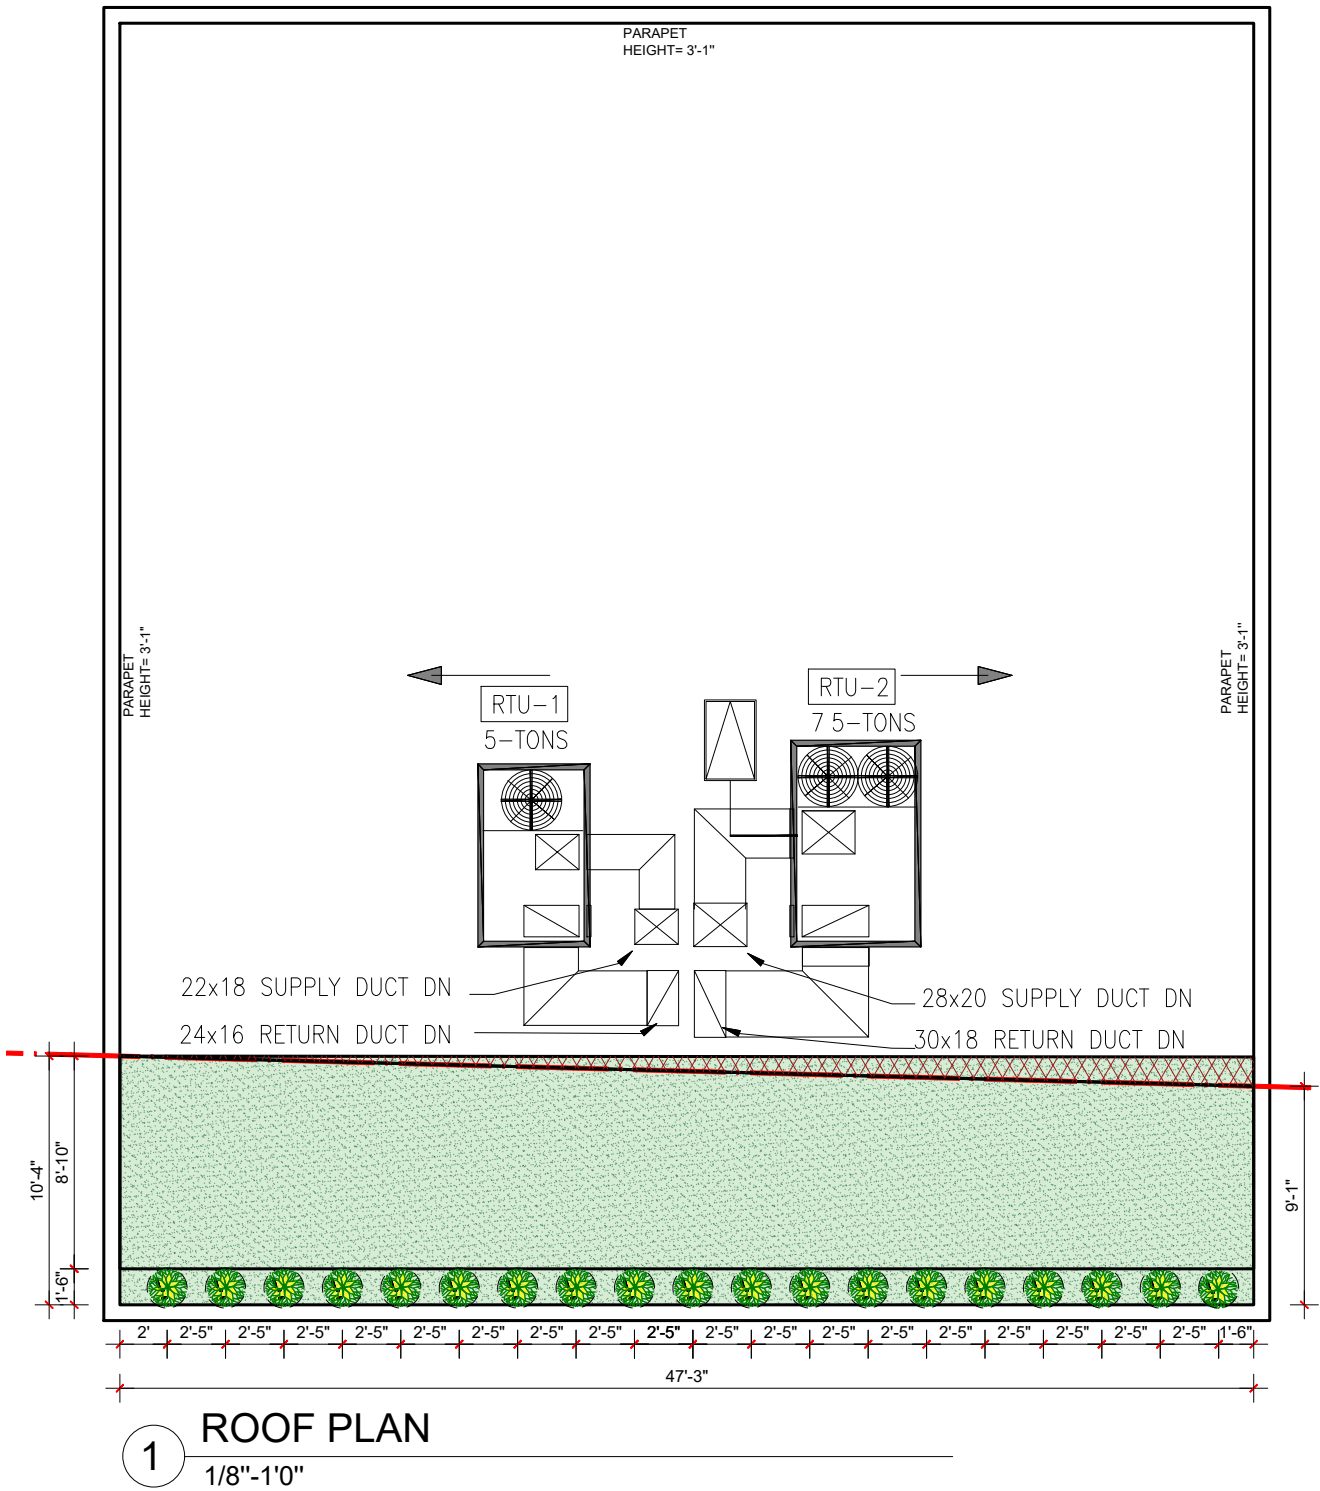 PARAPET
HEIGHT= 3'-1"
PARAPET
HEIGHT= 3'-1"
PARAPET
HEIGHT= 3'-1"
RTU-1
5-TONS
RTU-2
7 5-TONS
22x18 SUPPLY DUCT DN
24x16 RETURN DUCT DN
28x20 SUPPLY DUCT DN
30x18 RETURN DUCT DN
10'-4"
8'-10"
1'-6"
9'-1"
2' 2'-5" 2'-5" 2'-5" 2'-5" 2'-5" 2'-5" 2'-5" 2'-5" 2'-5" 2'-5" 2'-5" 2'-5" 2'-5" 2'-5" 2'-5" 2'-5" 2'-5" 2'-5" 1'-6"
47'-3"
1 ROOF PLAN
1/8"-1'0"